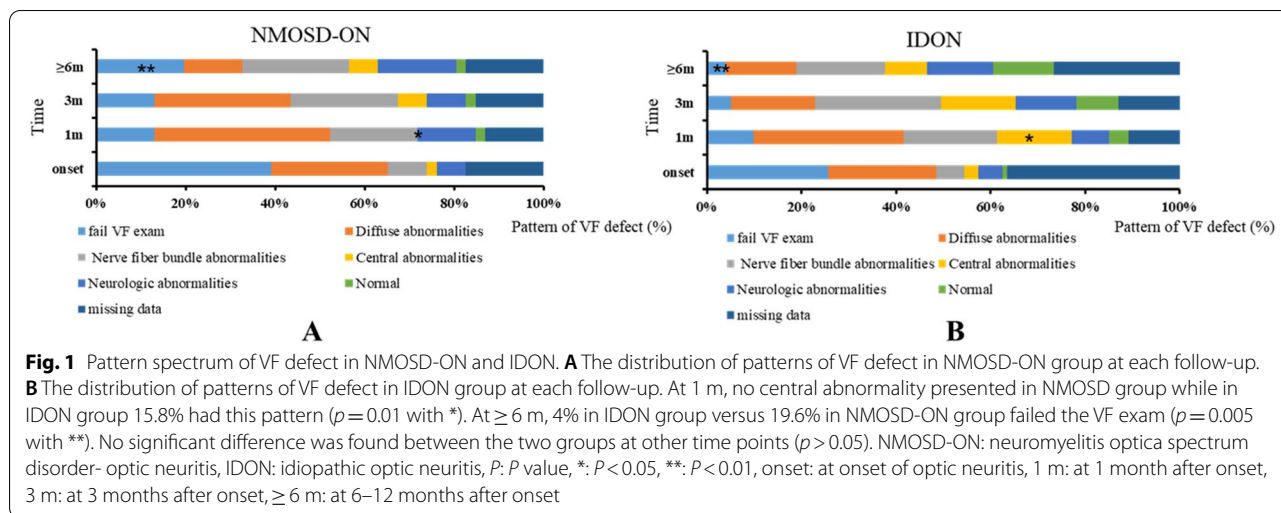 NMOSD-ON
≥6m
**
3m
1m
*
onset
Time
0% 20% 40% 60% 80% 100%
Pattern of VF defect (%)
fail VF exam
Diffuse abnormalities
Nerve fiber bundle abnormalities
Central abnormalities
Neurologic abnormalities
Normal
missing data
A
IDON
≥6m
**
3m
1m
*
onset
Time
0% 20% 40% 60% 80% 100%
Pattern of VF defect (%)
fail VF exam
Diffuse abnormalities
Nerve fiber bundle abnormalities
Central abnormalities
Neurologic abnormalities
Normal
missing data
B
Fig. 1 Pattern spectrum of VF defect in NMOSD-ON and IDON. A The distribution of patterns of VF defect in NMOSD-ON group at each follow-up.
B The distribution of patterns of VF defect in IDON group at each follow-up. At 1 m, no central abnormality presented in NMOSD group while in
IDON group 15.8% had this pattern (p = 0.01 with *). At ≥ 6 m, 4% in IDON group versus 19.6% in NMOSD-ON group failed the VF exam (p = 0.005
with **). No significant difference was found between the two groups at other time points (p > 0.05). NMOSD-ON: neuromyelitis optica spectrum
disorder- optic neuritis, IDON: idiopathic optic neuritis, P: P value, *: P < 0.05, **: P < 0.01, onset: at onset of optic neuritis, 1 m: at 1 month after onset,
3 m: at 3 months after onset, ≥ 6 m: at 6–12 months after onset